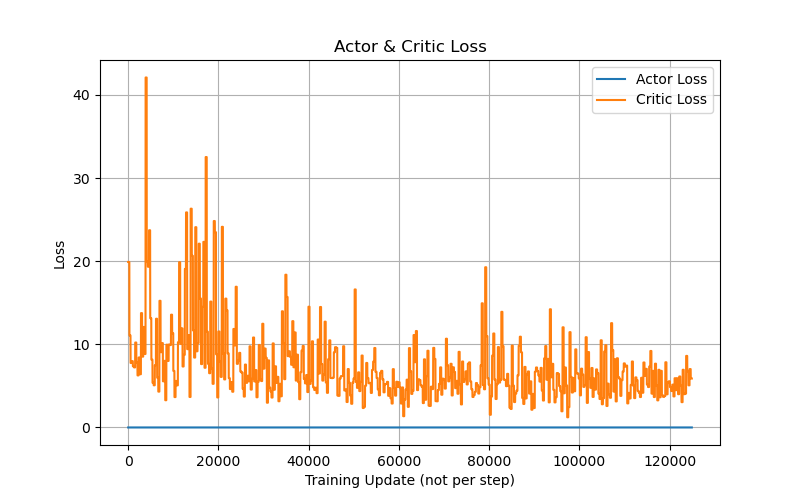 Actor & Critic Loss
Actor Loss
Critic Loss
40
30
20
10
0
Loss
0 20000 40000 60000 80000 100000 120000
Training Update (not per step)